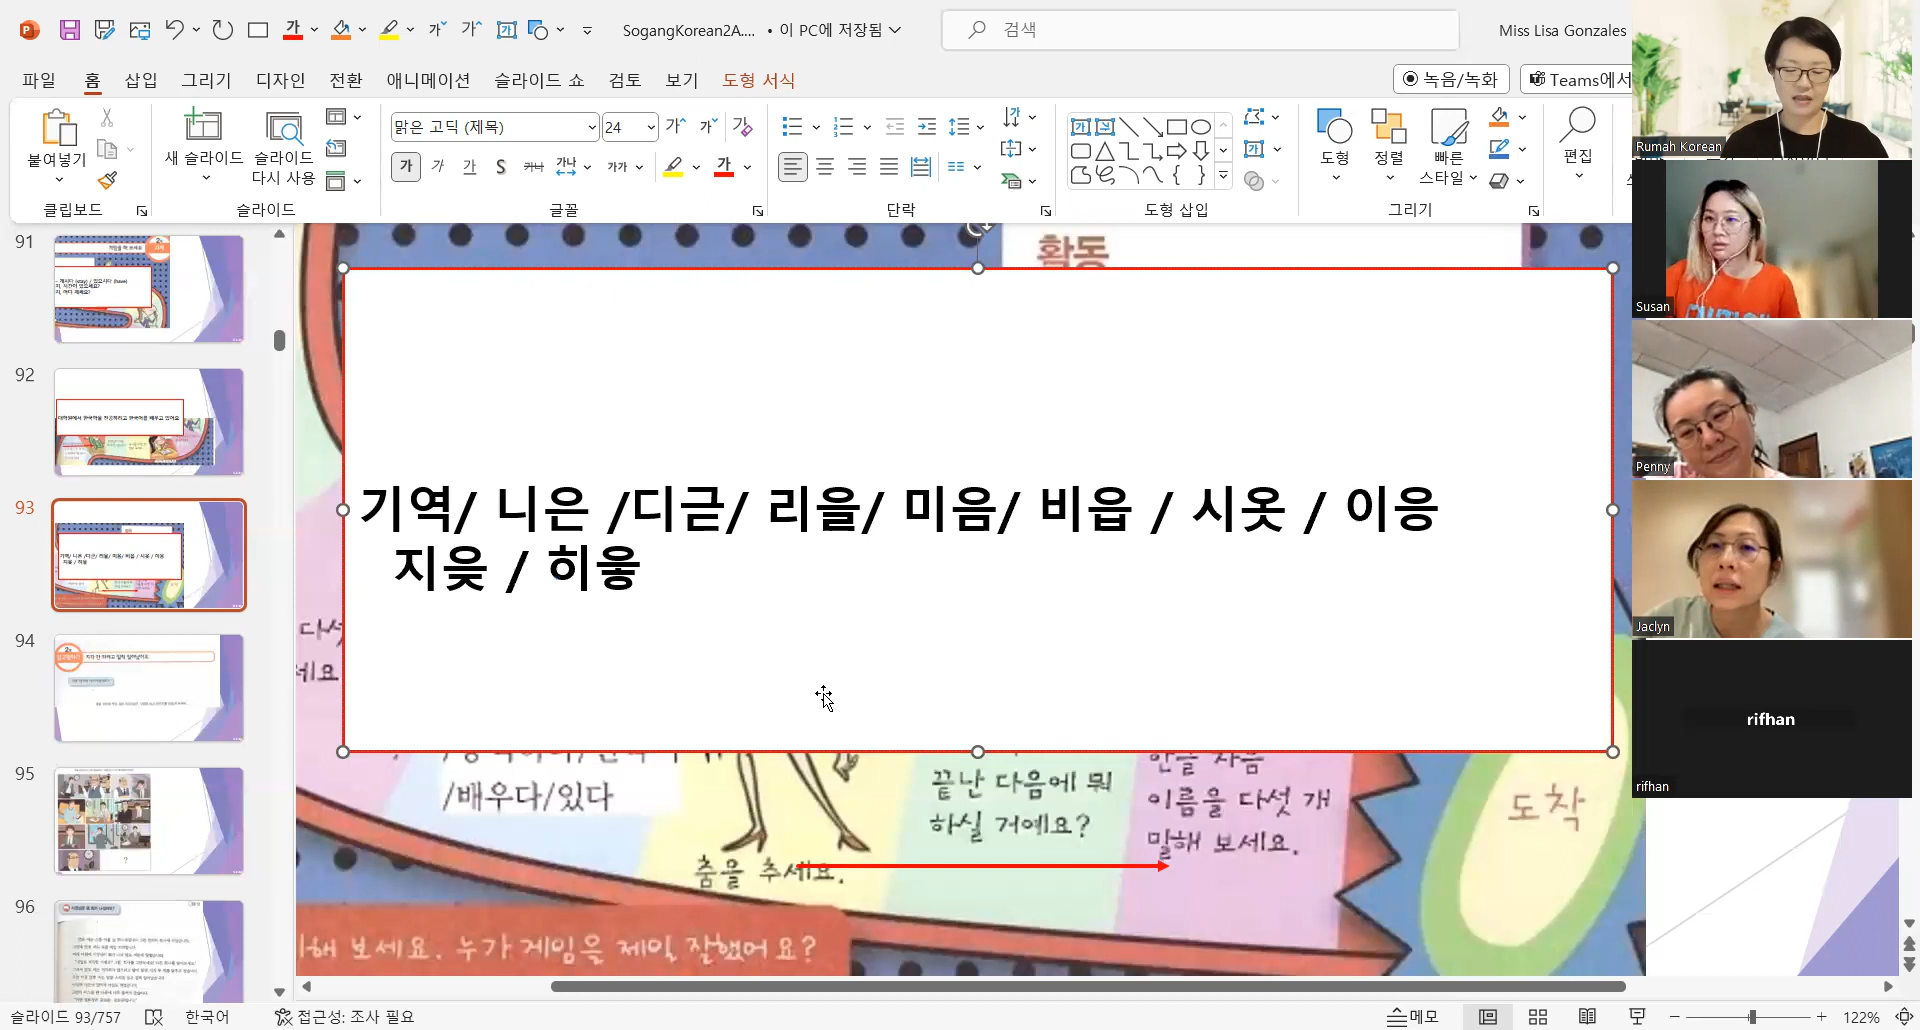 SogangKorean2A.... • 이 PC에 저장됨
검색
Miss Lisa Gonzales
파일 홈 삽입 그리기 디자인 전환 애니메이션 슬라이드 쇼 검토 보기 도형 서식
녹음/녹화 Teams에서
붙여넣기
새 슬라이드
슬라이드
다시 사용
맑은 고딕 (제목) 24
도형
정렬
빠른
스타일
편집
클립보드 슬라이드 글꼴 단락 도형 삽입 그리기
91
92
93
94
95
96
활동
기역/ 니은 /디귿/ 리을/ 미음/ 비읍 / 시옷 / 이응
지읒 / 히읗
/배우다/있다
춤을 추세요.
끝난 다음에 뭐
하실 거예요?
이름을 다섯 개
말해 보세요.
도착
해 보세요. 누가 게임을 제일 잘했어요?
Rumah Korean
Susan
Penny
Jaclyn
rifhan
rifhan
슬라이드 93/757 한국어 접근성: 조사 필요
메모 122%